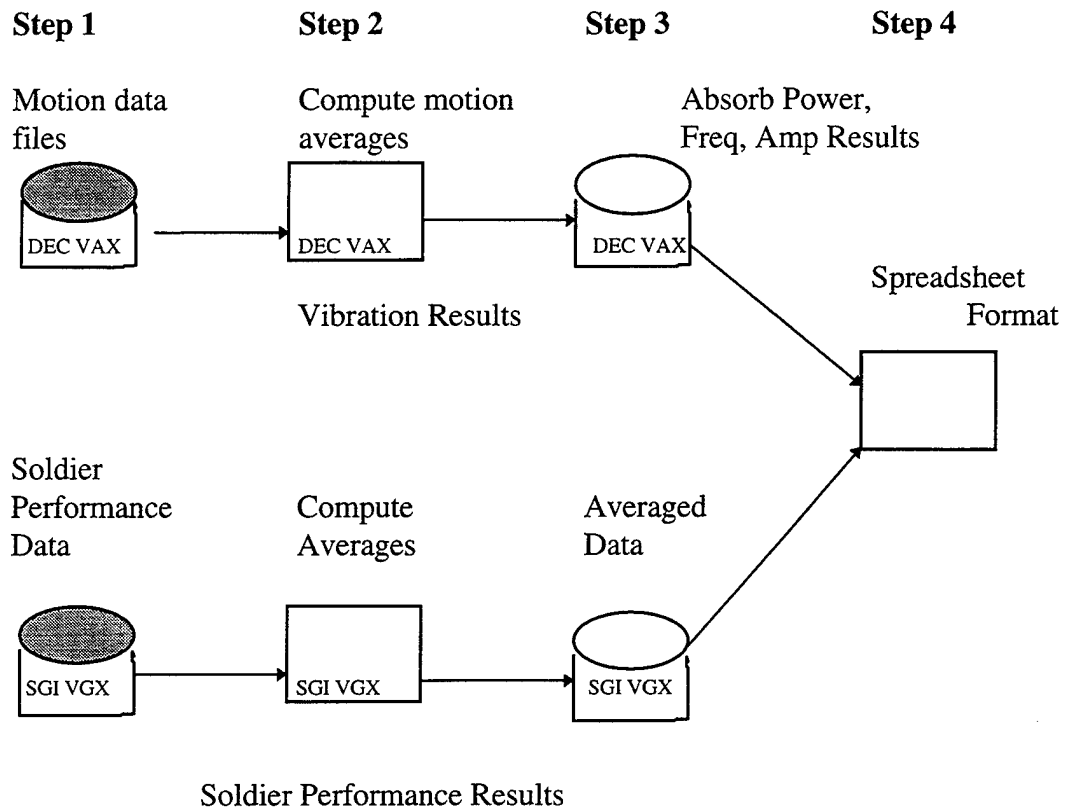 Step 1
Step 2
Step 3
Step 4
Motion data
files
Compute motion
averages
Absorb Power,
Freq, Amp Results
DEC VAX
DEC VAX
DEC VAX
Vibration Results
Spreadsheet
Format
Soldier
Performance
Data
Compute
Averages
Averaged
Data
SGI VGX
SGI VGX
SGI VGX
Soldier Performance Results